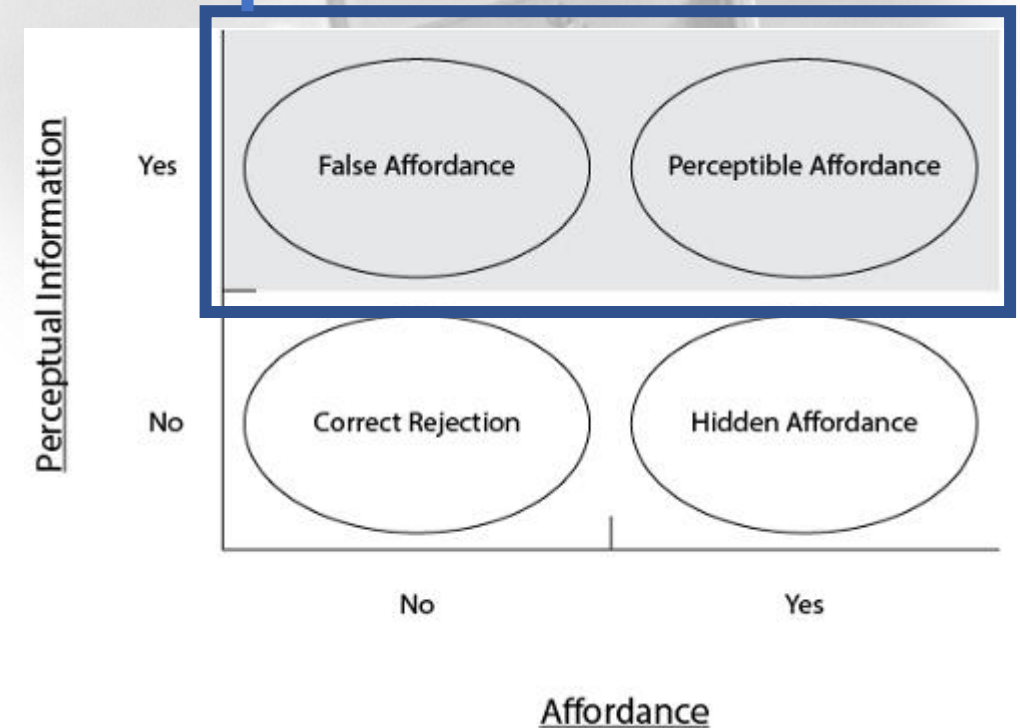 Perceptual Information
Yes
False Affordance
Perceptible Affordance
No
Correct Rejection
Hidden Affordance
No
Yes
Affordance